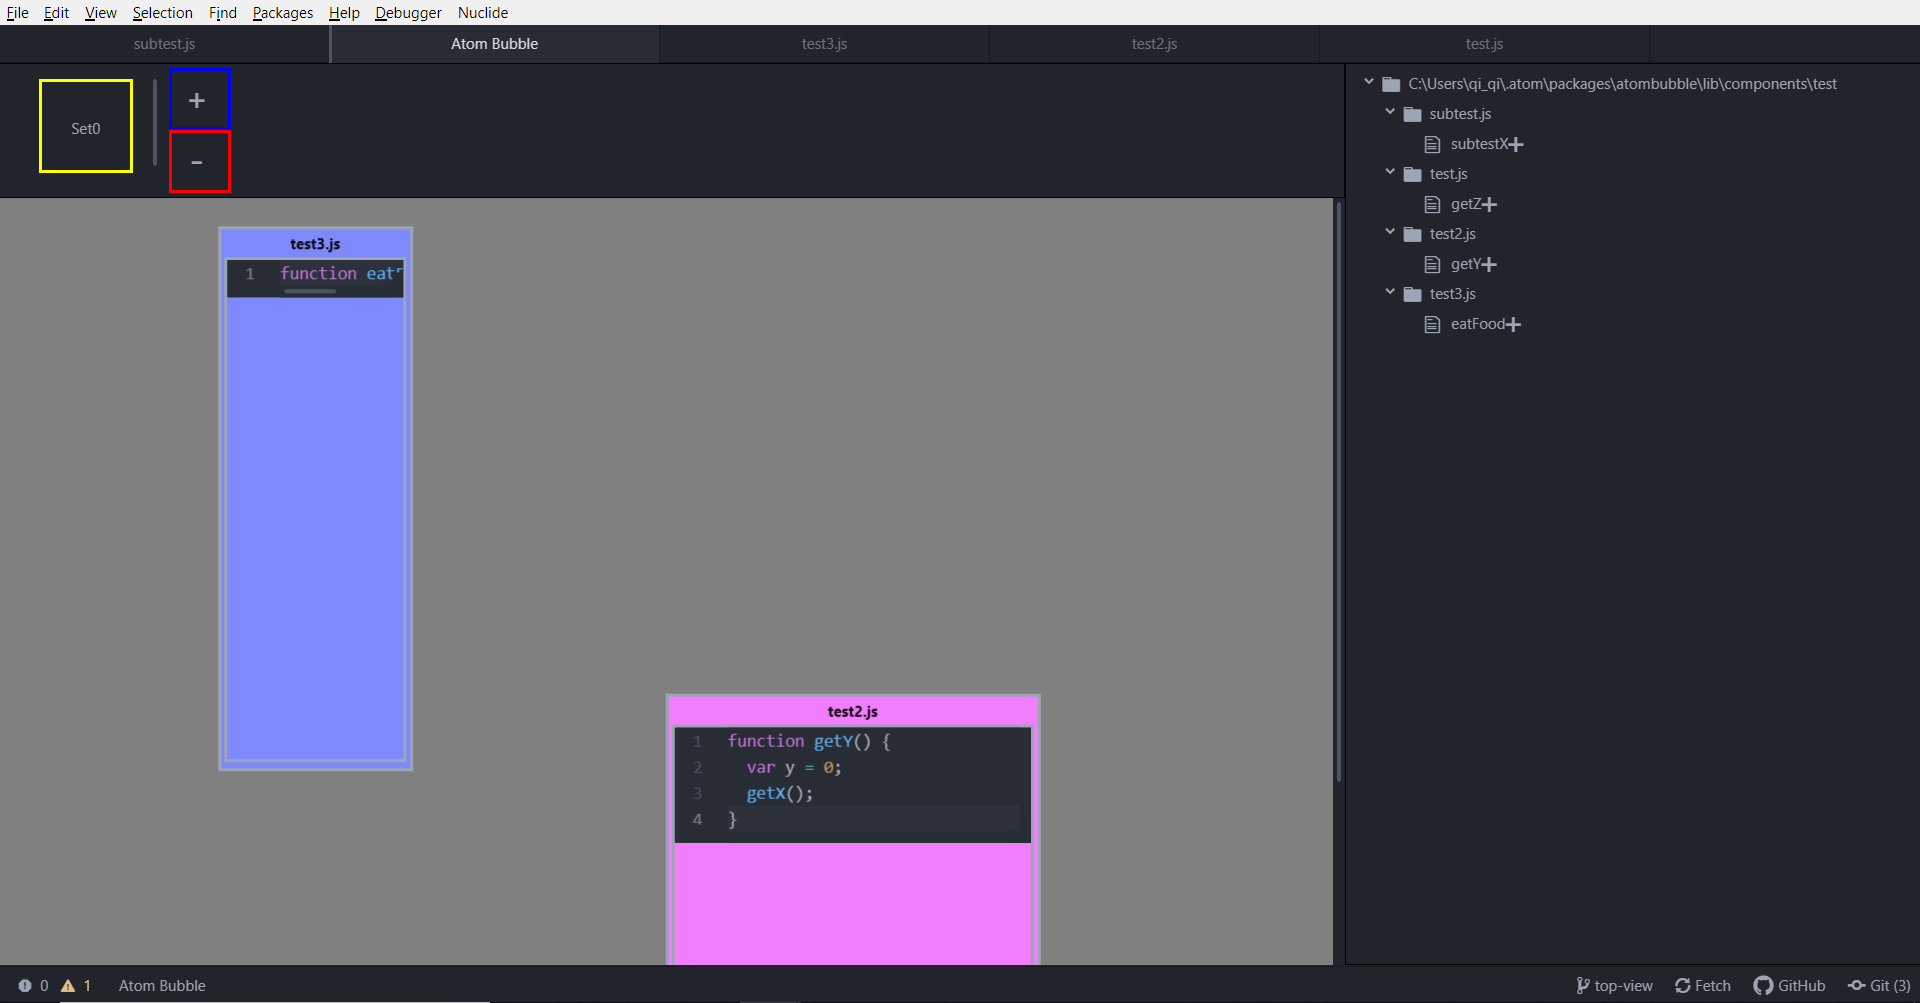 File Edit View Selection Find Packages Help Debugger Nuclide
subtest.js Atom Bubble test3.js test2.js test.js
Set0
+
-
C:\Users\qi_qi\.atom\packages\atombubble\lib\components\test
subtest.js
subtestX+
test.js
getZ+
test2.js
getY+
test3.js
eatFood+
test3.js
1 function eat
test2.js
1 function getY() {
2 var y = 0;
3 getX();
4 }
0 1 Atom Bubble top-view Fetch GitHub Git (3)